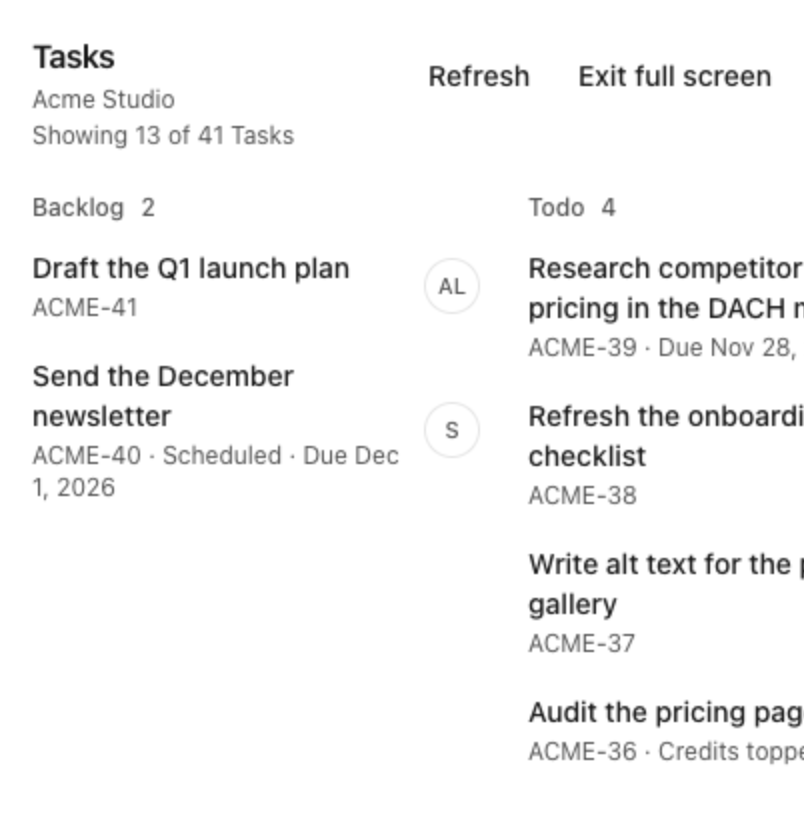 Tasks
Acme Studio
Showing 13 of 41 Tasks
Refresh
Exit full screen
Backlog 2
Draft the Q1 launch plan
ACME-41
AL
Send the December
newsletter
ACME-40 · Scheduled · Due Dec
1, 2026
S
Todo 4
Research competitor
pricing in the DACH
ACME-39 · Due Nov 28,
Refresh the
checklist
ACME-38
Write alt text for the
gallery
ACME-37
Audit the pricing
ACME-36 · Credits